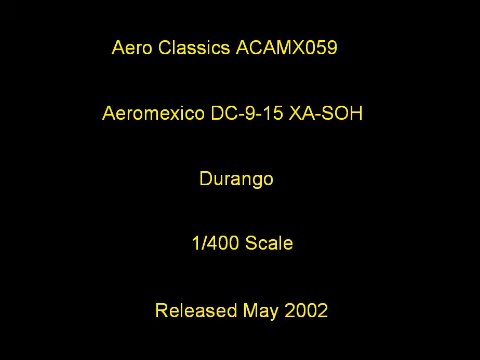 Aero Classics ACAMX059
Aeromexico DC-9-15 XA-SOH
Durango
1/400 Scale
Released May 2002